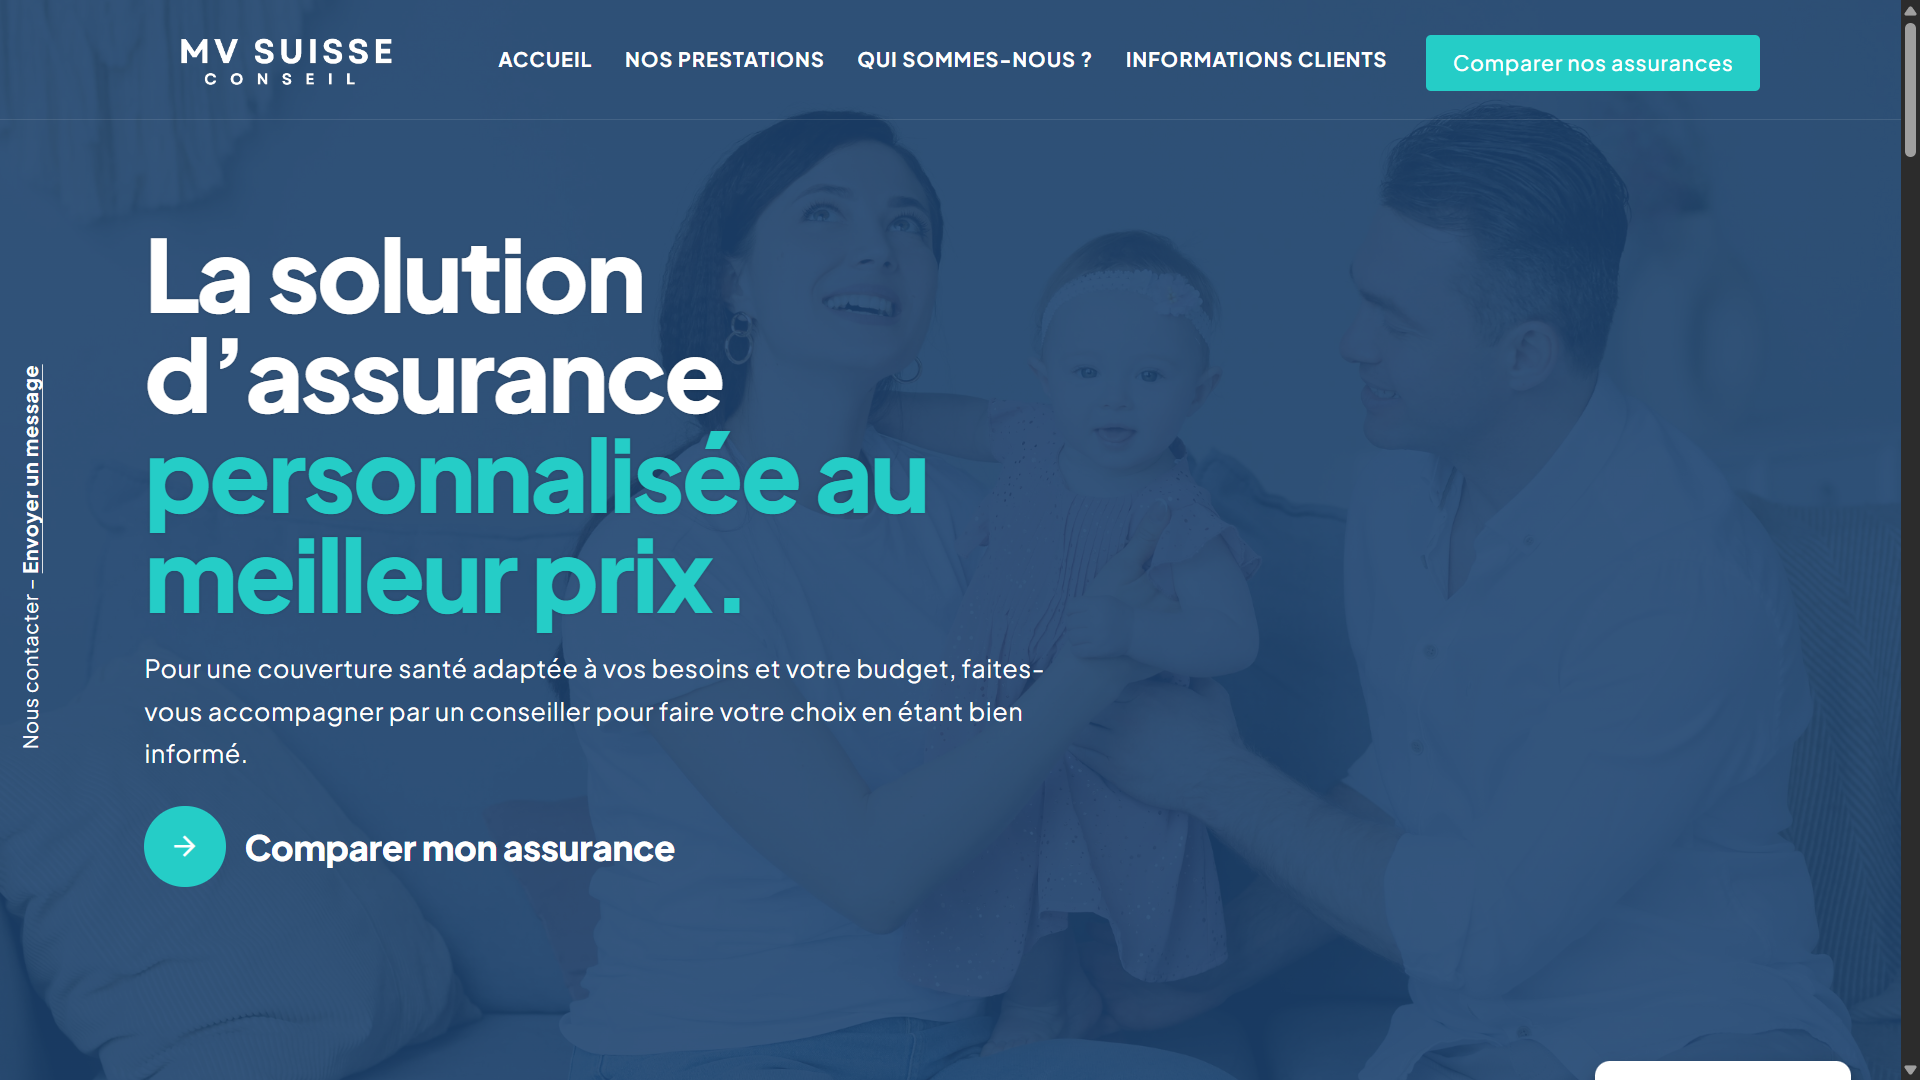 MV SUISSE
CONSEIL
ACCUEIL
NOS PRESTATIONS
QUI SOMMES-NOUS ?
INFORMATIONS CLIENTS
Comparer nos assurances
La solution
d’assurance
personnalisée au
meilleur prix.
Pour une couverture santé adaptée à vos besoins et votre budget, faites-
vous accompagner par un conseiller pour faire votre choix en étant bien
informé.
Comparer mon assurance
Nous contacter – Envoyer un message